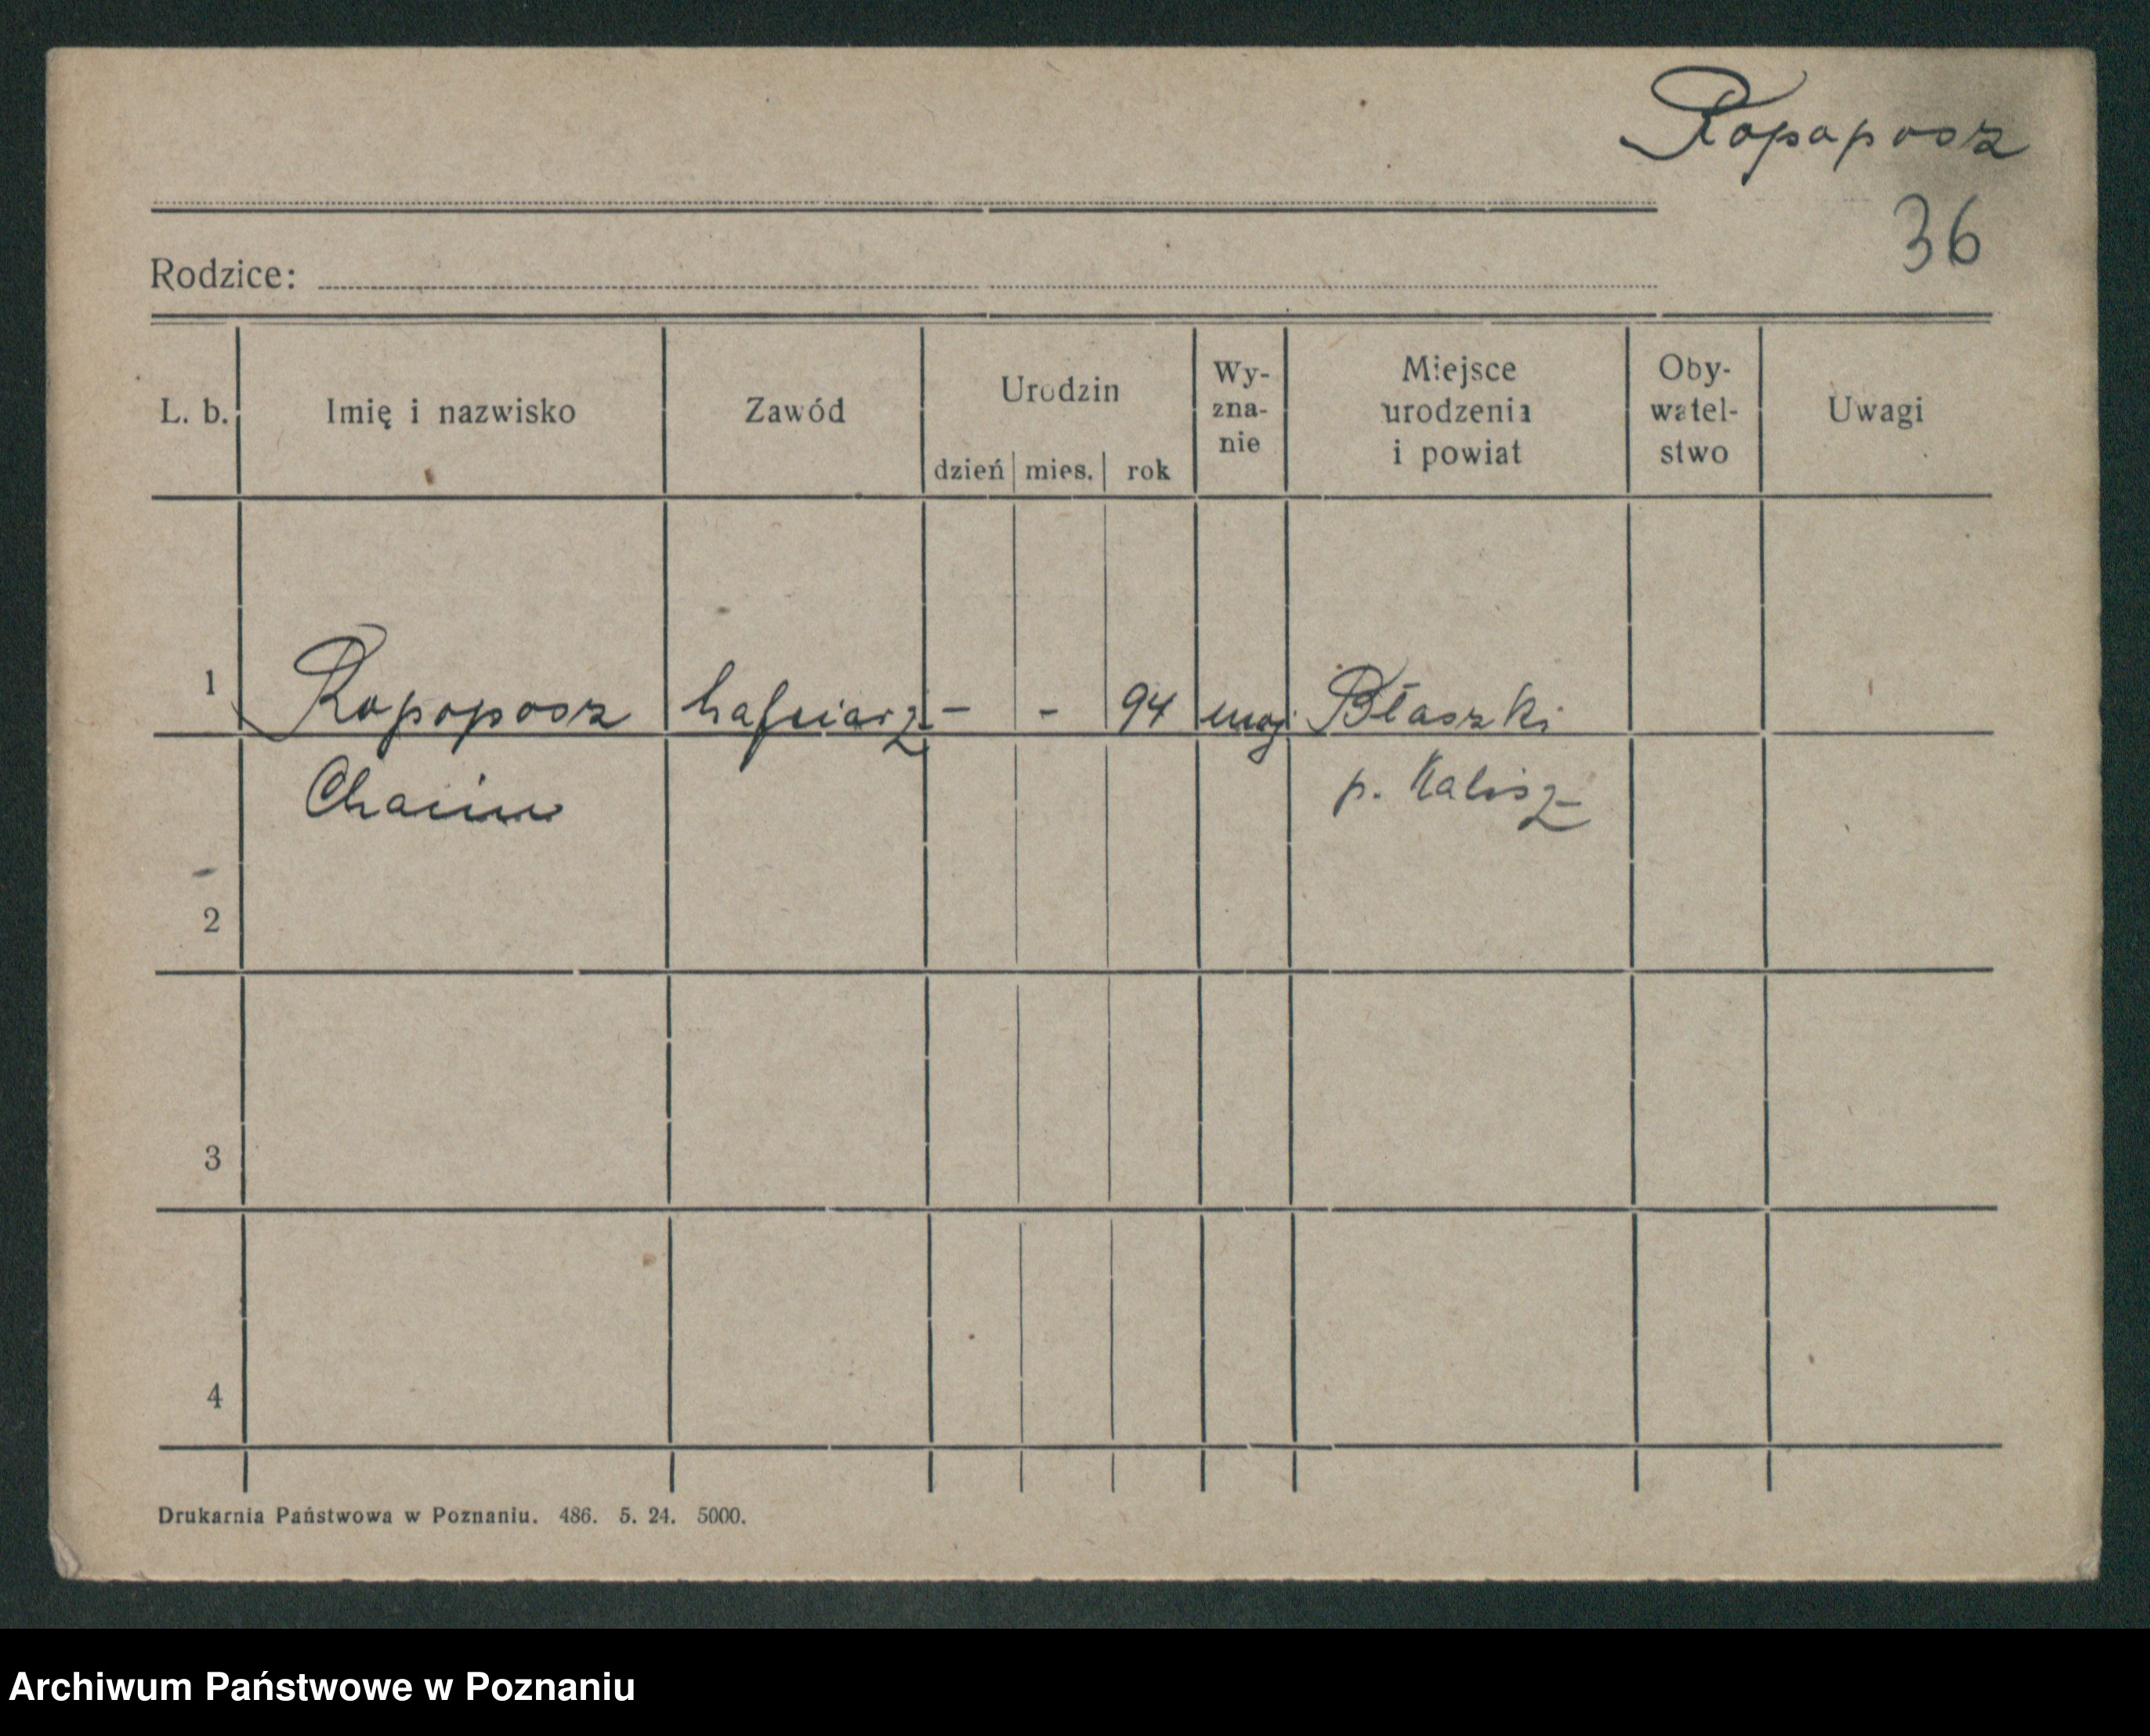 Ropoposz
36
Rodzice:
L. b. Imię i nazwisko Zawód Urodzin Wy-zna-nie Miejsce urodzenia i powiat Oby-watel-stwo Uwagi
dzień mies. rok
1 Ropoposz hafciarz - - 94 mojż Błaszki
Chaim p. Kalisz
2
3
4
Drukarnia Państwowa w Poznaniu. 486. 5. 24. 5000.
Archiwum Państwowe w Poznaniu